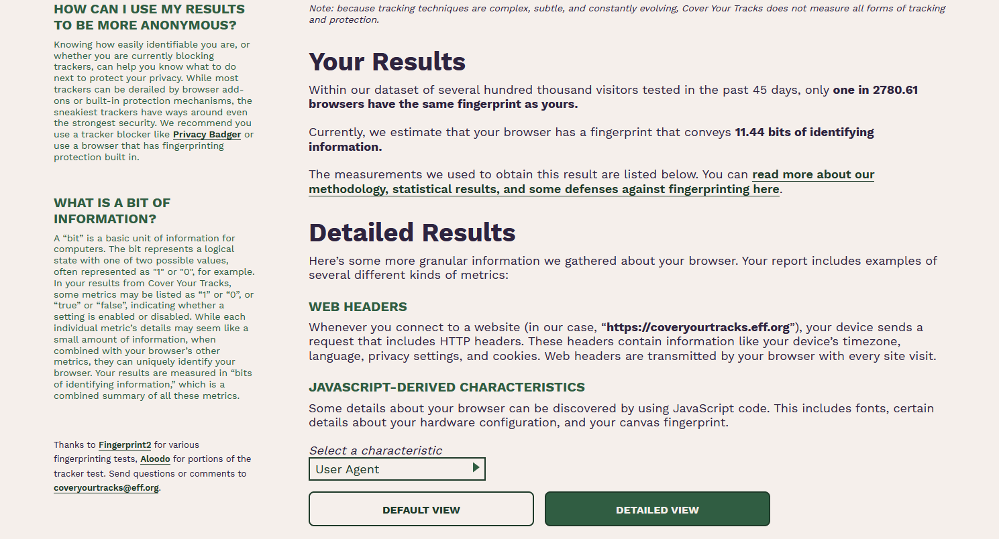 HOW CAN I USE MY RESULTS
TO BE MORE ANONYMOUS?
Knowing how easily identifiable you are, or
whether you are currently blocking
trackers, can help you know what to do
next to protect your privacy. While most
trackers can be derailed by browser add-
ons or built-in protection mechanisms, the
sneakiest trackers have ways around even
the strongest security. We recommend you
use a tracker blocker like Privacy Badger or
use a browser that has fingerprinting
protection built in.
WHAT IS A BIT OF
INFORMATION?
A “bit” is a basic unit of information for
computers. The bit represents a logical
state with one of two possible values,
often represented as "1" or "0", for example.
In your results from Cover Your Tracks,
some metrics may be listed as “1” or “0”, or
“true” or “false”, indicating whether a
setting is enabled or disabled. While each
individual metric’s details may seem like a
small amount of information, when
combined with your browser’s other
metrics, they can uniquely identify your
browser. Your results are measured in “bits
of identifying information,” which is a
combined summary of all these metrics.
Thanks to Fingerprint2 for various
fingerprinting tests, Aloodo for portions of the
tracker test. Send questions or comments to
coveryourtracks@eff.org.
Note: because tracking techniques are complex, subtle, and constantly evolving, Cover Your Tracks does not measure all forms of tracking
and protection.
Your Results
Within our dataset of several hundred thousand visitors tested in the past 45 days, only one in 2780.61
browsers have the same fingerprint as yours.
Currently, we estimate that your browser has a fingerprint that conveys 11.44 bits of identifying
information.
The measurements we used to obtain this result are listed below. You can read more about our
methodology, statistical results, and some defenses against fingerprinting here.
Detailed Results
Here’s some more granular information we gathered about your browser. Your report includes examples of
several different kinds of metrics:
WEB HEADERS
Whenever you connect to a website (in our case, “https://coveryourtracks.eff.org”), your device sends a
request that includes HTTP headers. These headers contain information like your device’s timezone,
language, privacy settings, and cookies. Web headers are transmitted by your browser with every site visit.
JAVASCRIPT-DERIVED CHARACTERISTICS
Some details about your browser can be discovered by using JavaScript code. This includes fonts, certain
details about your hardware configuration, and your canvas fingerprint.
Select a characteristic
User Agent
DEFAULT VIEW
DETAILED VIEW